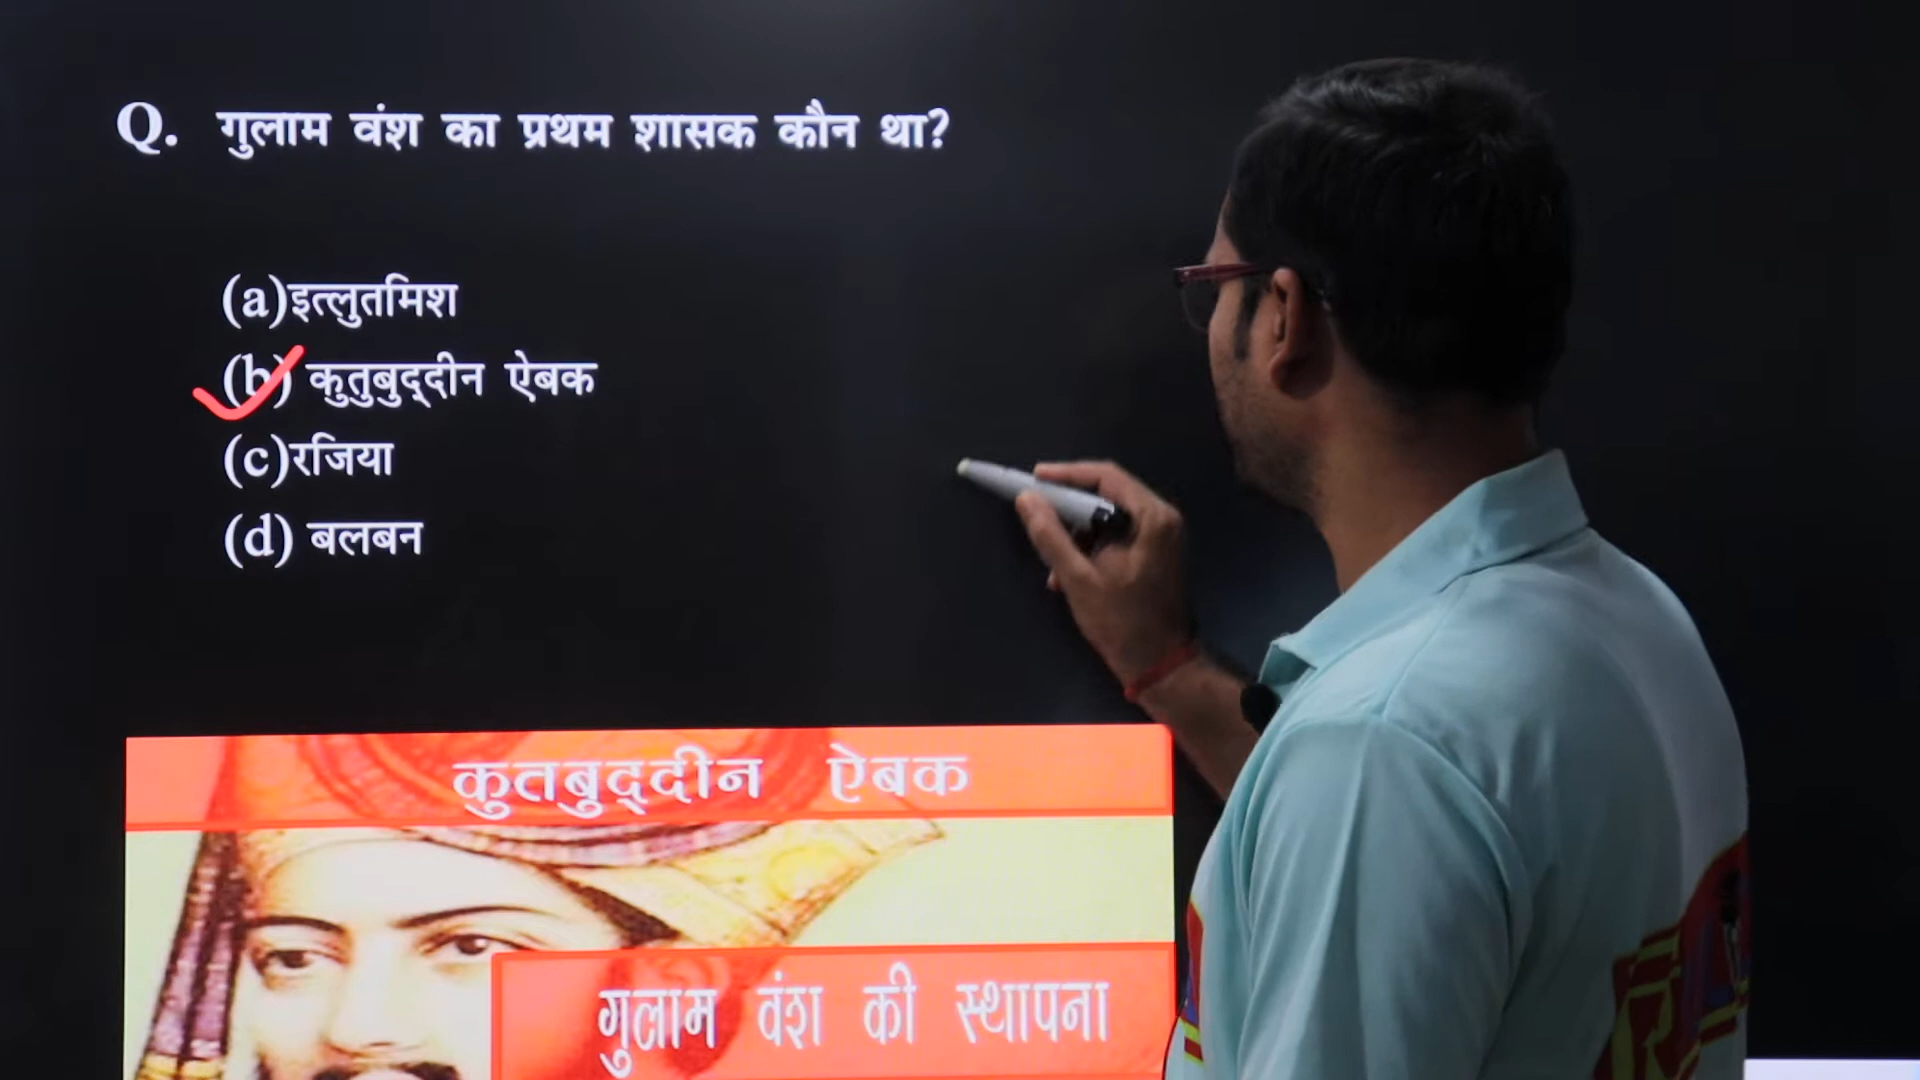 Q. गुलाम वंश का प्रथम शासक कौन था?
(a)इल्तुतमिश
(b) कुतुबुद्दीन ऐबक
(c)रजिया
(d) बलबन
कुतबुद्दीन ऐबक
गुलाम वंश की स्थापना